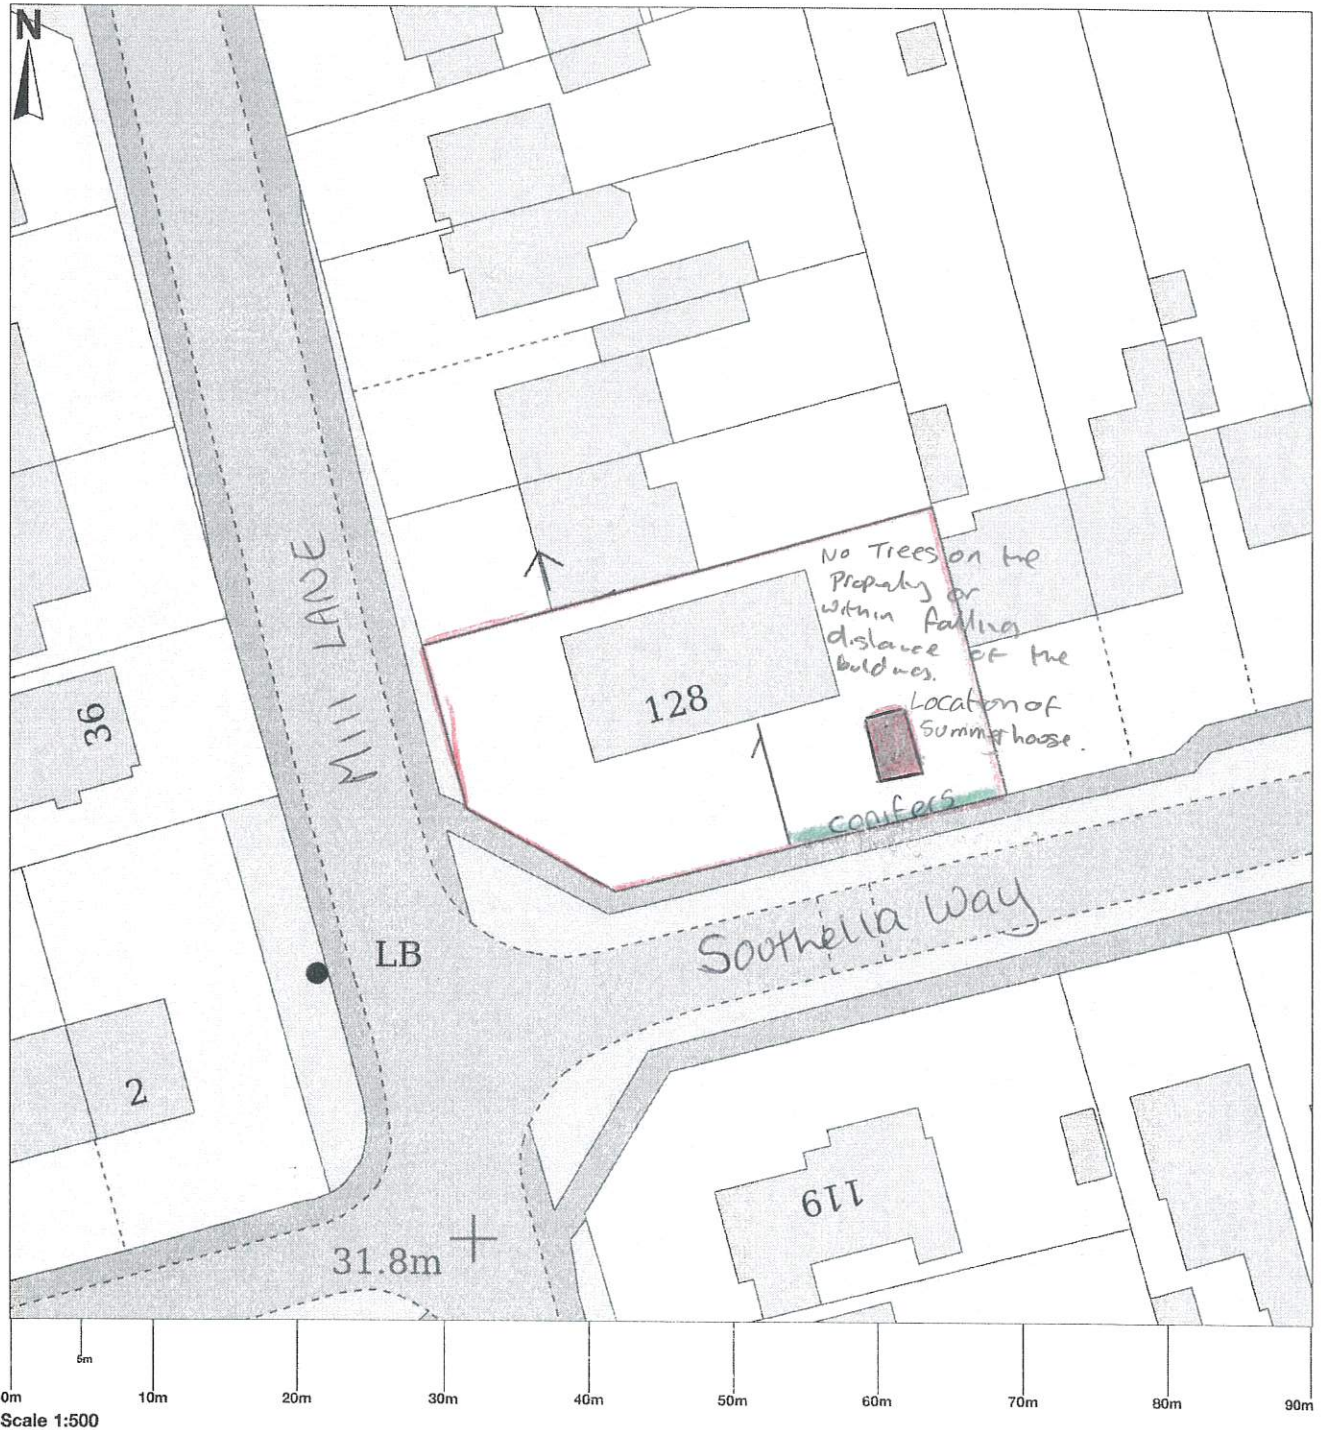 N
No Trees on the
Property or
within falling
distance of the
buldings.
Location of
Summerhouse.
128
MIll LANE
36
conifers
Soothella Way
LB
2
119
31.8m
5m
0m 10m 20m 30m 40m 50m 60m 70m 80m 90m
Scale 1:500